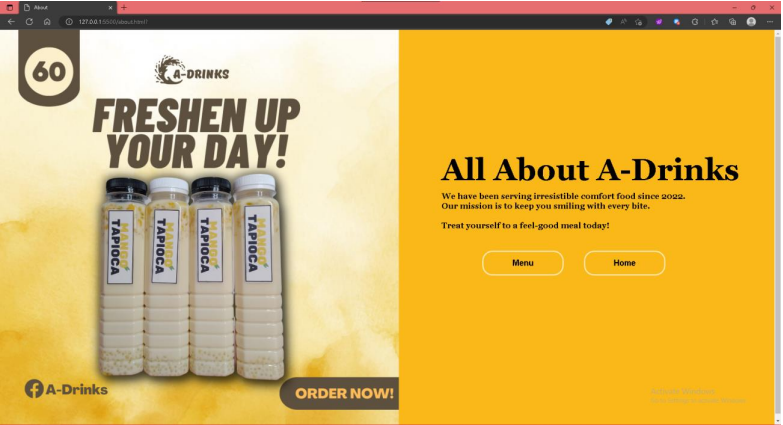 About
127.0.0.1:5500/about.html?
60
A-DRINKS
FRESHEN UP
YOUR DAY!
MANGO
TAPIOCA
MANGO
TAPIOCA
MANGO
TAPIOCA
MANGO
TAPIOCA
A-Drinks
ORDER NOW!
All About A-Drinks
We have been serving irresistible comfort food since 2022.
Our mission is to keep you smiling with every bite.
Treat yourself to a feel-good meal today!
Menu
Home
Activate Windows